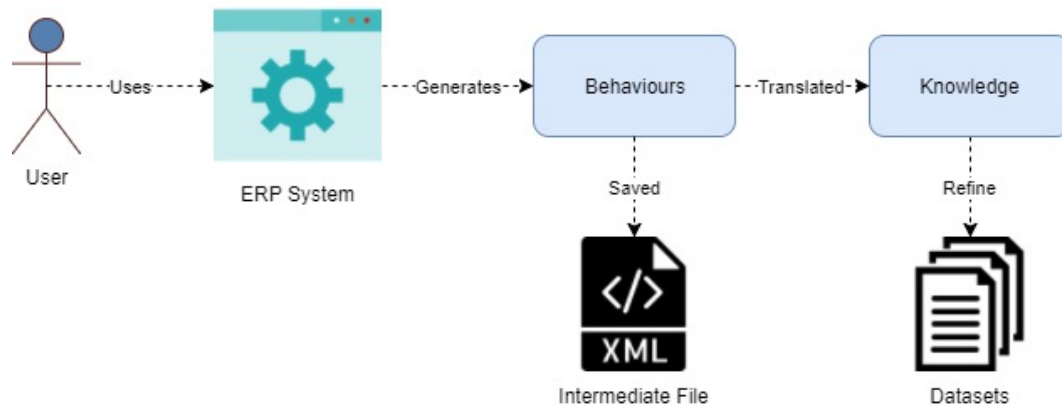 Uses
Generates
Behaviours
Translated
Knowledge
User
ERP System
Saved
Refine
</>
XML
Intermediate File
Datasets